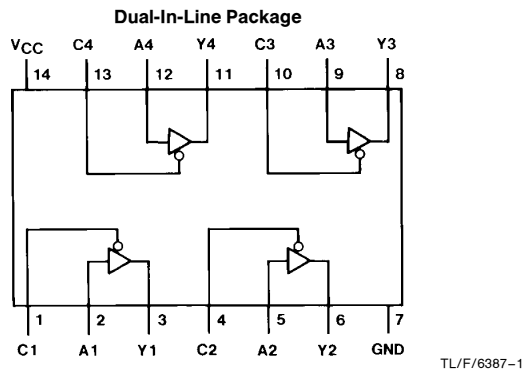 Dual-In-Line Package
VCC C4 A4 Y4 C3 A3 Y3
14 13 12 11 10 9 8
1 2 3 4 5 6 7
C1 A1 Y1 C2 A2 Y2 GND
TL/F/6387–1